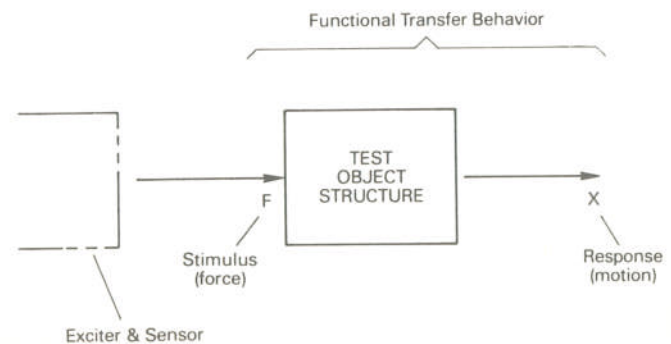 Functional Transfer Behavior
TEST
OBJECT
STRUCTURE
F
X
Stimulus
(force)
Response
(motion)
Exciter & Sensor